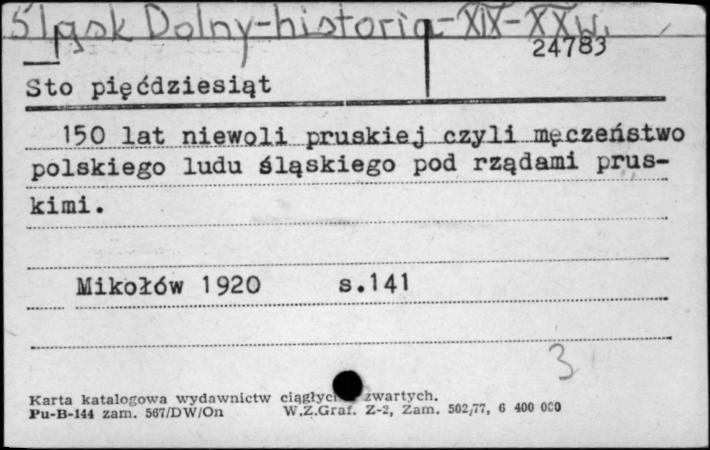 Śląsk Dolny-historia-XIX-XXw.
24783
Sto pięćdziesiąt
150 lat niewoli pruskiej czyli męczeństwo
polskiego ludu śląskiego pod rządami prus-
kimi.
Mikołów 1920 s.141
3
Karta katalogowa wydawnictw zwartych.
Pu-B-144 zam. 567/DW/On W.Z.Graf. Z-2, Zam. 502/77, 6 400 000